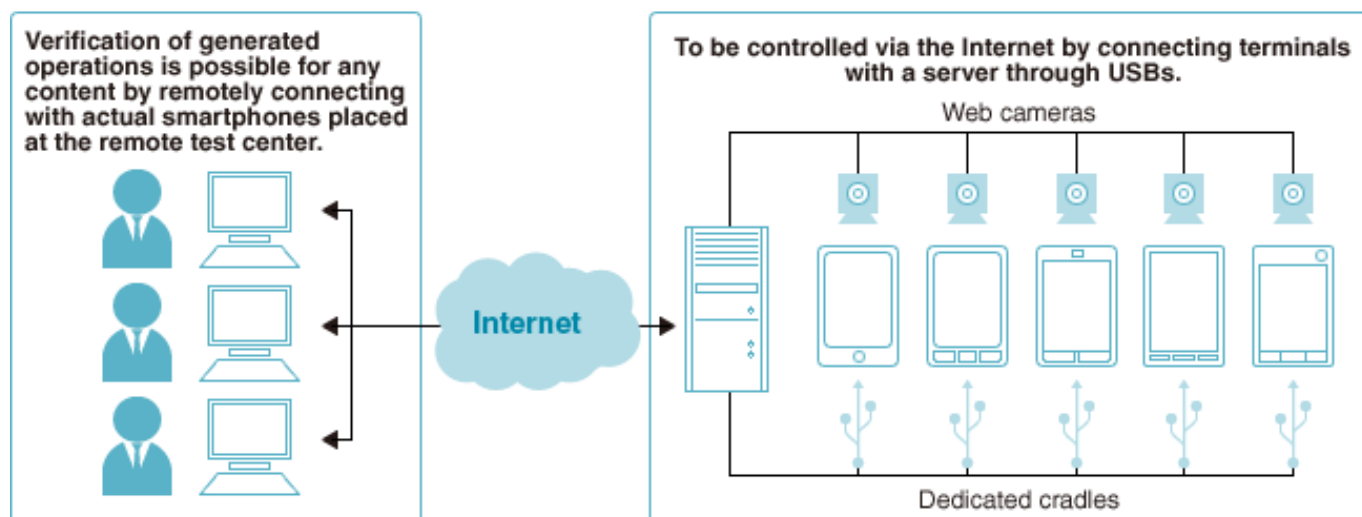 Verification of generated
operations is possible for any
content by remotely connecting
with actual smartphones placed
at the remote test center.
Internet
To be controlled via the Internet by connecting terminals
with a server through USBs.
Web cameras
Dedicated cradles